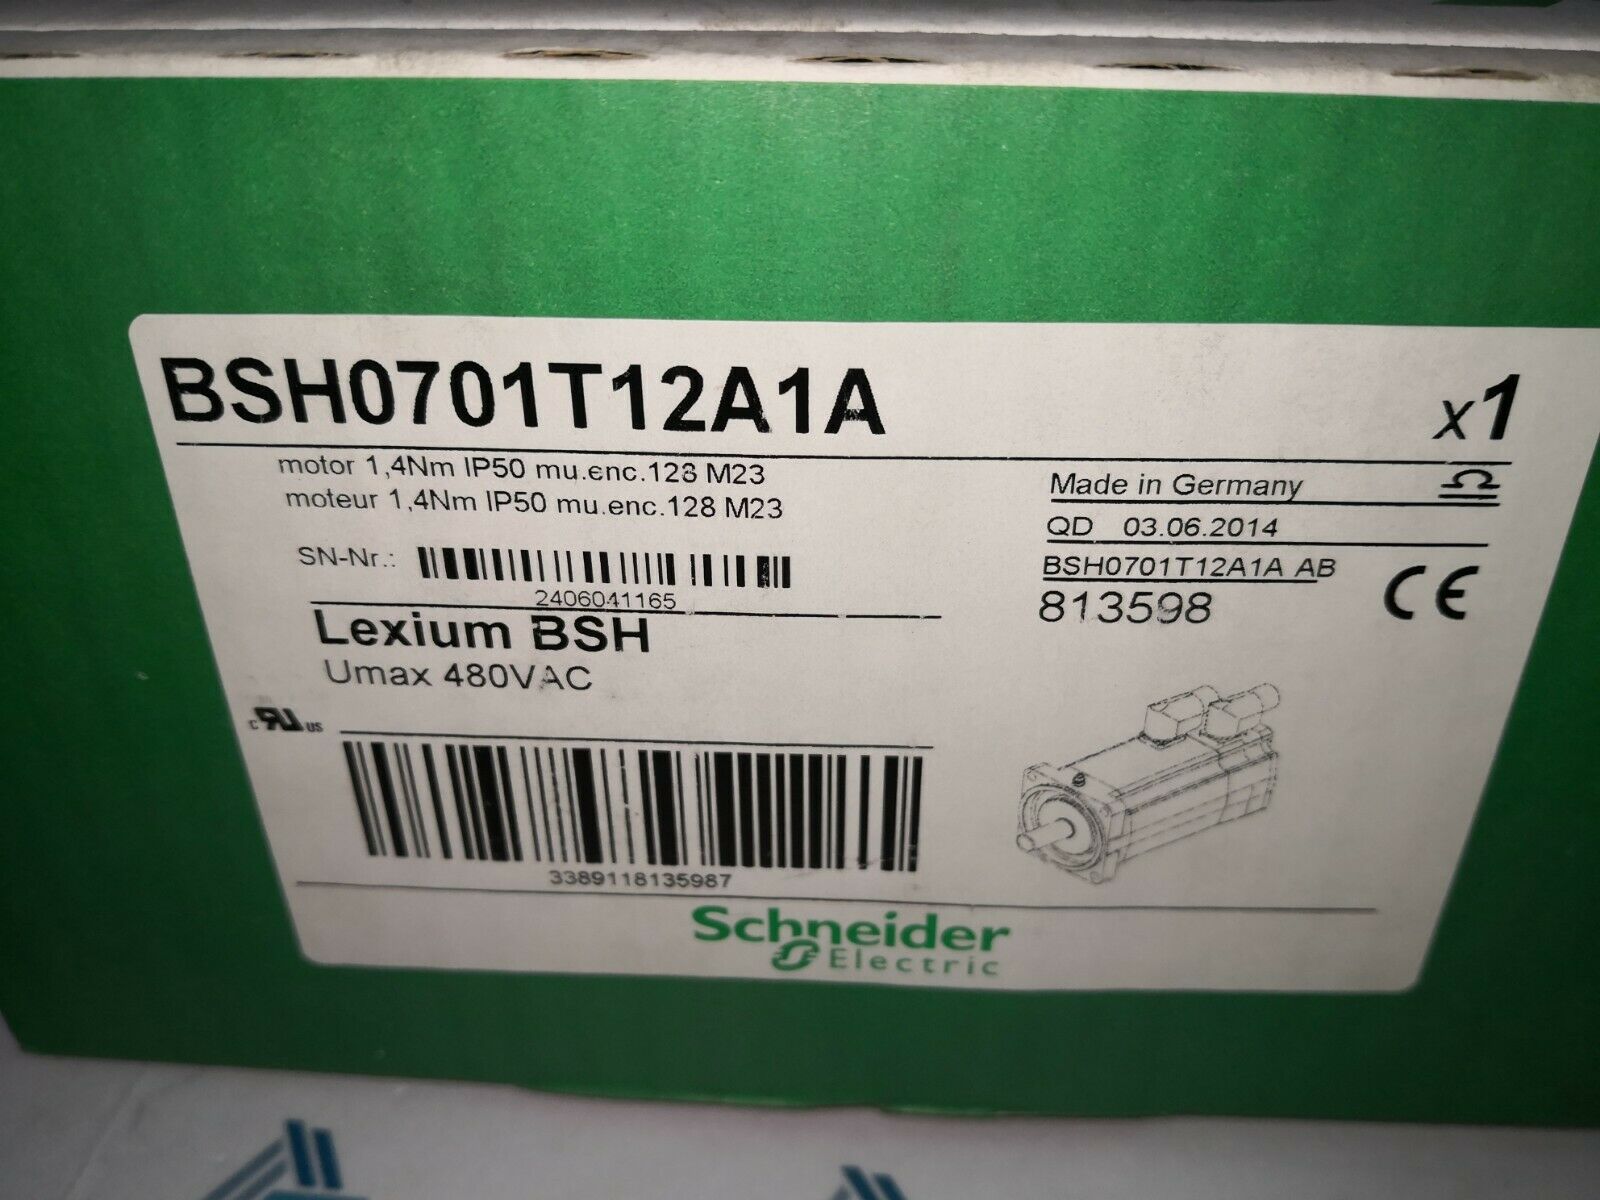 BSH0701T12A1A
x1
motor 1,4Nm IP50 mu.enc.128 M23
moteur 1,4Nm IP50 mu.enc.128 M23
Made in Germany
QD 03.06.2014
SN-Nr.:
2406041165
BSH0701T12A1A AB
813598
CE
Lexium BSH
Umax 480VAC
c RU us
3389118135987
Schneider
Electric